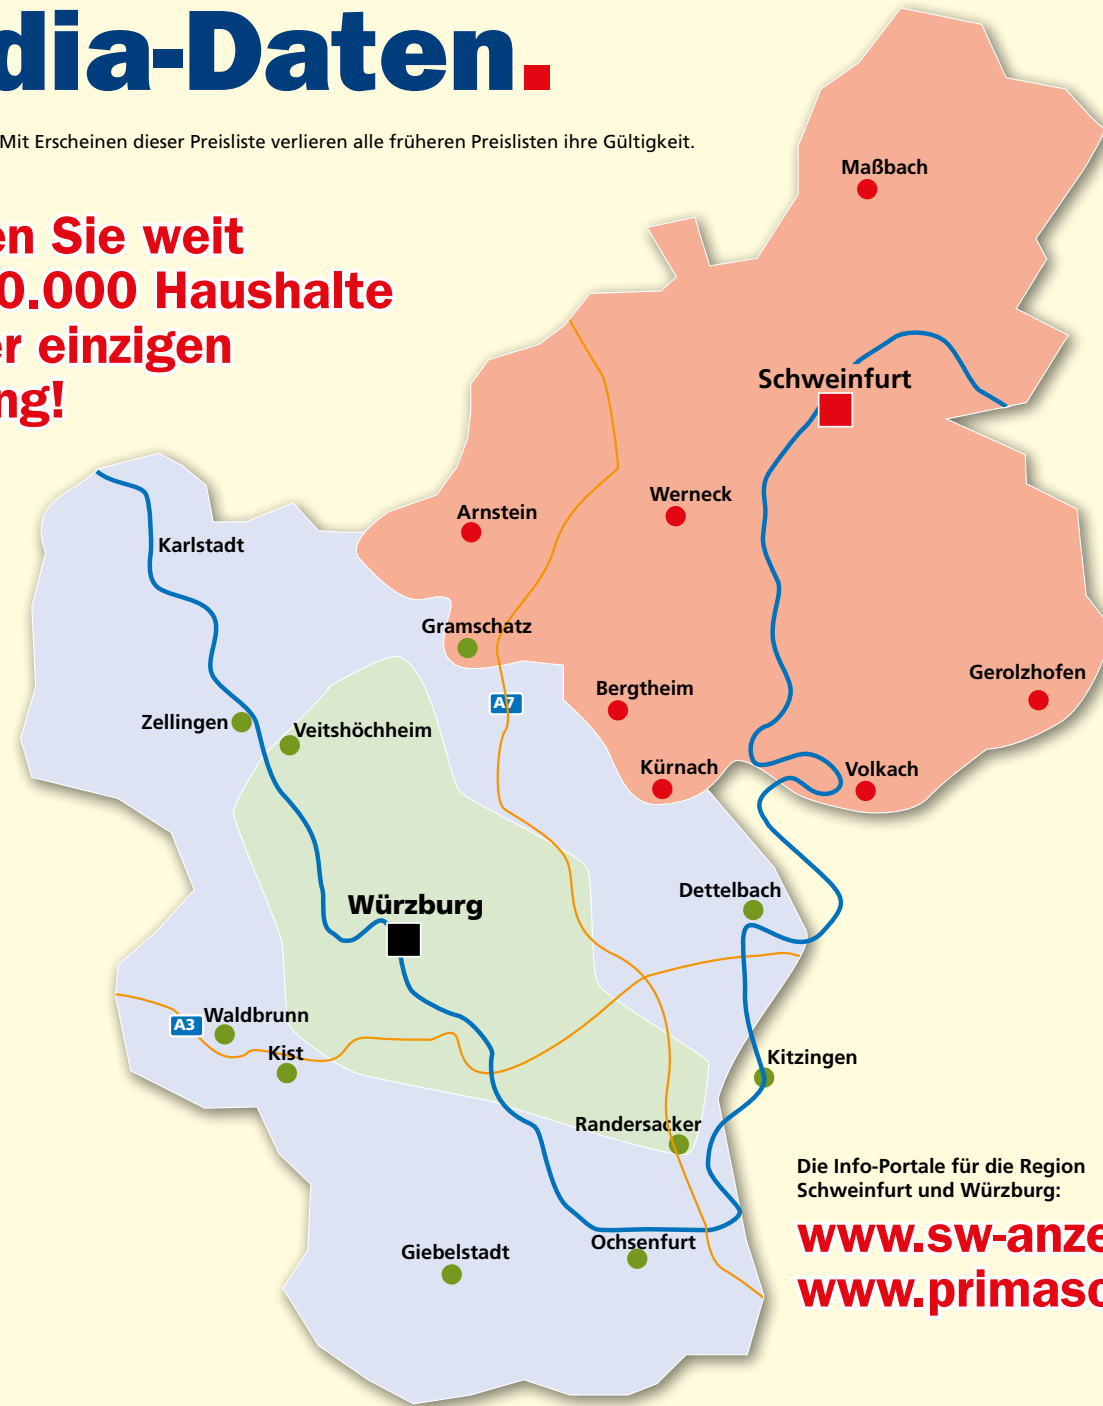 dia-Daten.
Mit Erscheinen dieser Preisliste verlieren alle früheren Preislisten ihre Gültigkeit.
en Sie weit
0.000 Haushalte
er einzigen
ng!
Maßbach
Schweinfurt
Werneck
Arnstein
Karlstadt
Gramschatz
Gerolzhofen
Bergtheim
A7
Zellingen
Veitshöchheim
Kürnach
Volkach
Dettelbach
Würzburg
Waldbrunn
A3
Kist
Kitzingen
Randersacker
Die Info-Portale für die Region
Schweinfurt und Würzburg:
www.sw-anze
www.primaso
Ochsenfurt
Giebelstadt